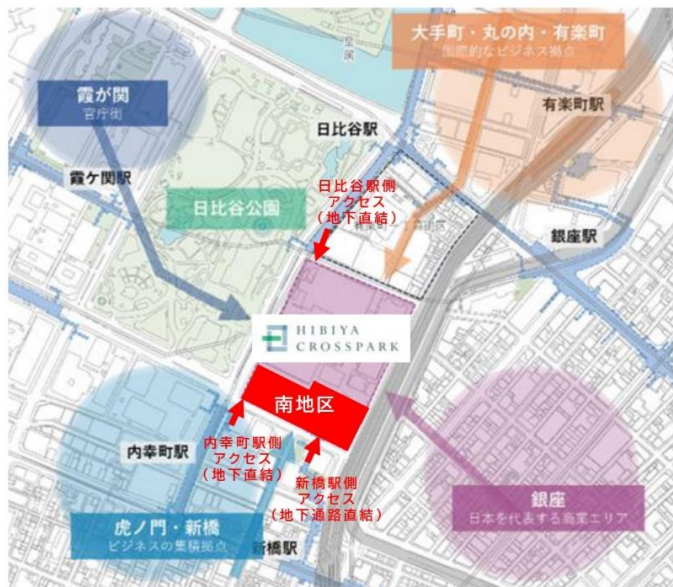 大手町・丸の内・有楽町
国際的なビジネス拠点
皇居
霞が関
官庁街
有楽町駅
日比谷駅
霞ケ関駅
日比谷駅側
アクセス
（地下直結）
日比谷公園
銀座駅
HIBIYA
CROSSPARK
南地区
内幸町駅側
アクセス
（地下直結）
内幸町駅
新橋駅側
アクセス
（地下通路直結）
銀座
日本を代表する商業エリア
虎ノ門・新橋
ビジネスの集積拠点
新橋駅